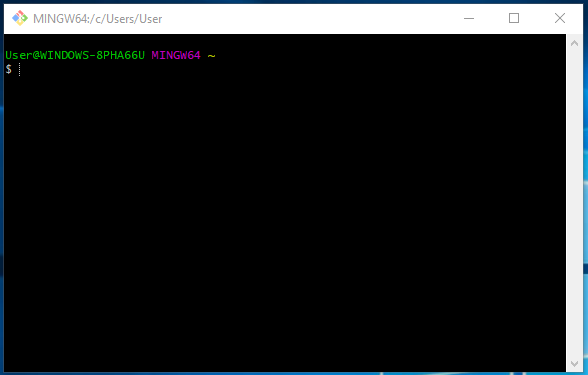 MINGW64:/c/Users/User
User@WINDOWS-8PHA66U MINGW64 ~
$